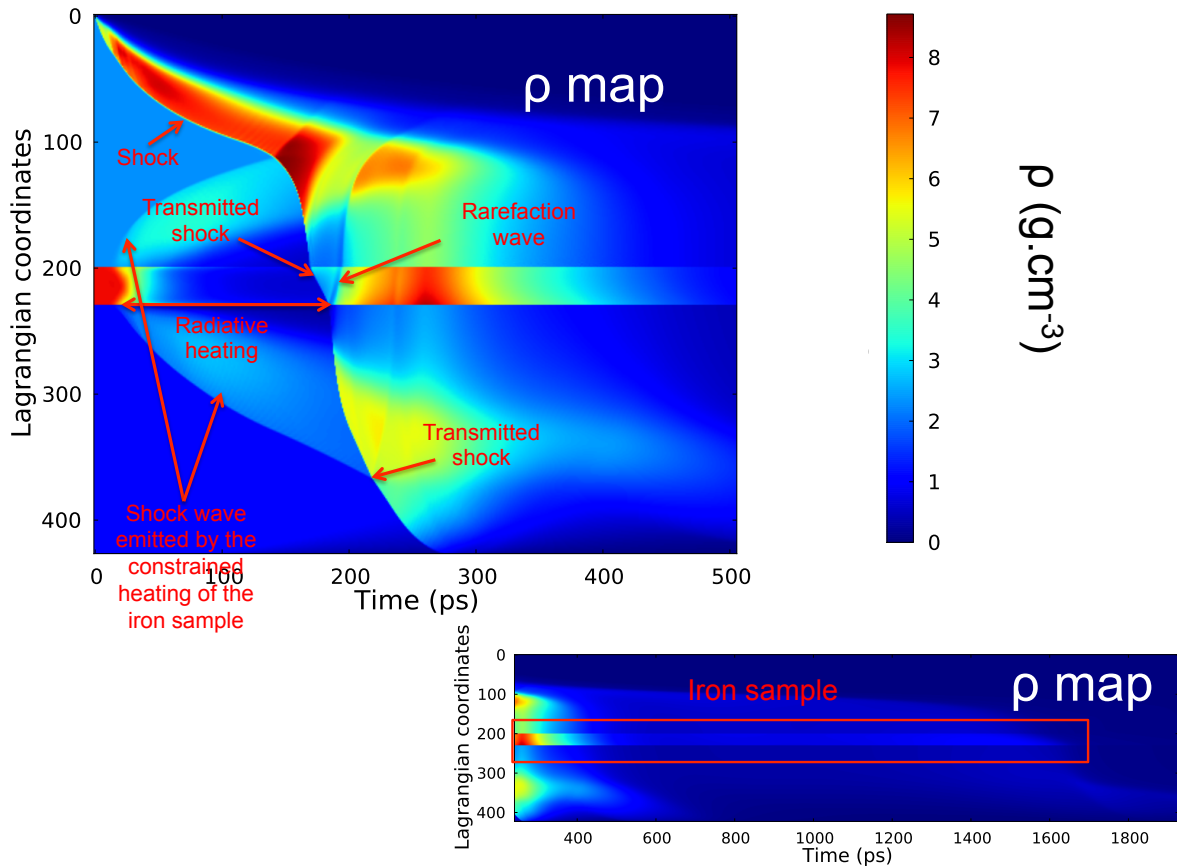 0
100
200
300
400
Lagrangian coordinates
0
100
200
300
400
500
Time (ps)
ρ map
Shock
Transmitted
shock
Rarefaction
wave
Radiative
heating
Transmitted
shock
Shock wave
emitted by the
constrained
heating of the
iron sample
8
7
6
5
4
3
2
1
0
ρ (g.cm-3)
0
100
200
300
400
Lagrangian coordinates
Iron sample
ρ map
400
600
800
1000
1200
1400
1600
1800
Time (ps)